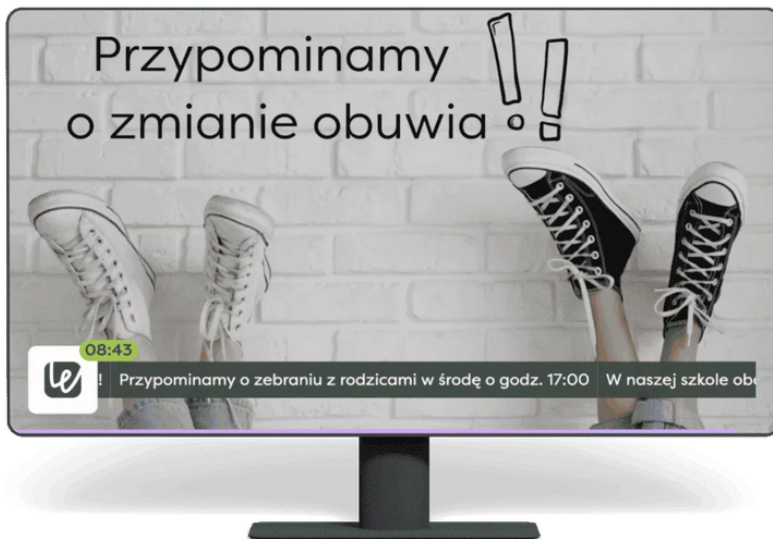 Przypominamy
o zmianie obuwia !!
08:43
! Przypominamy o zebraniu z rodzicami w środę o godz. 17:00 W naszej szkole